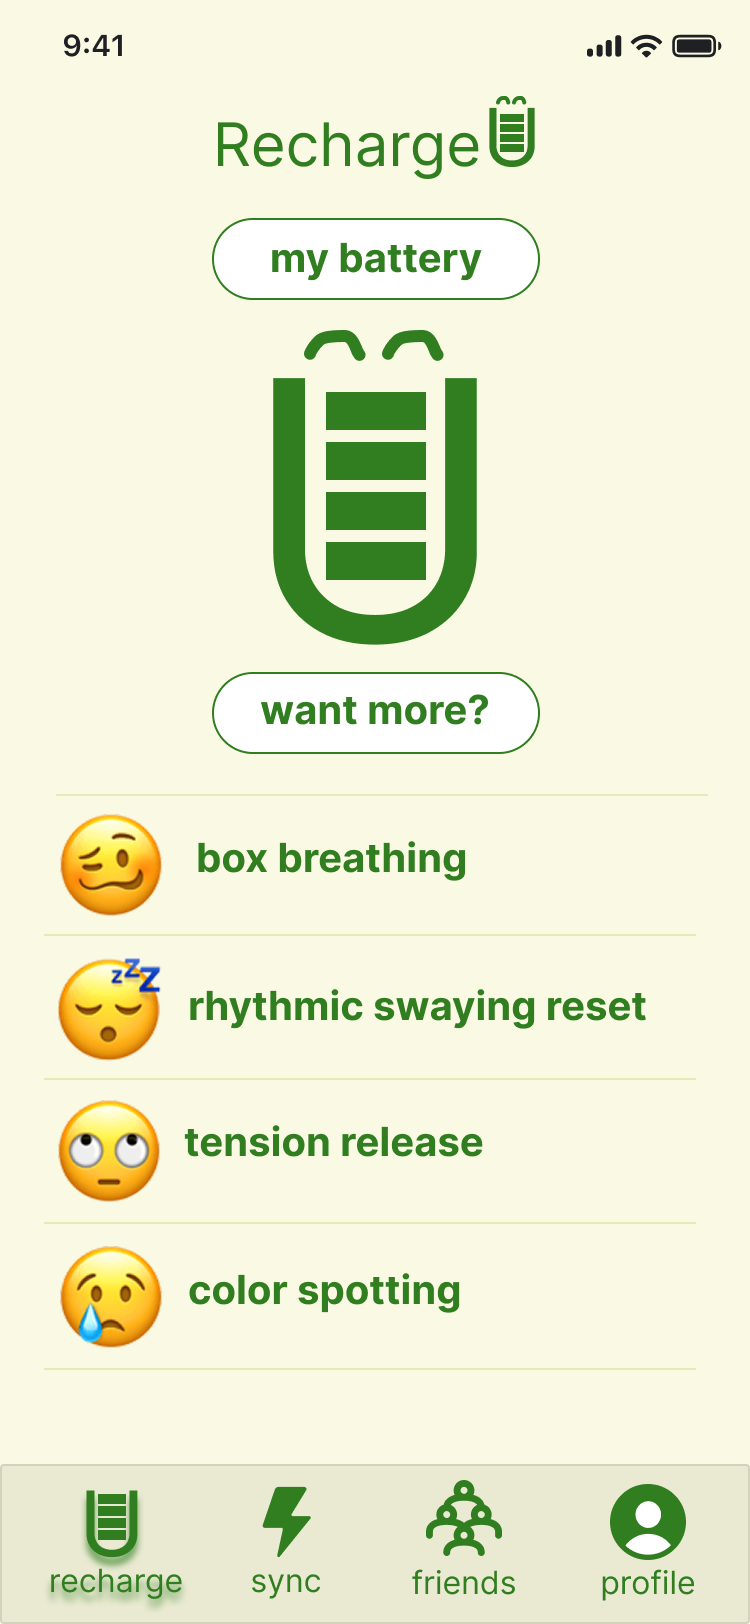 9:41
Recharge
my battery
want more?
box breathing
zzZ
rhythmic swaying reset
tension release
color spotting
recharge
sync
friends
profile